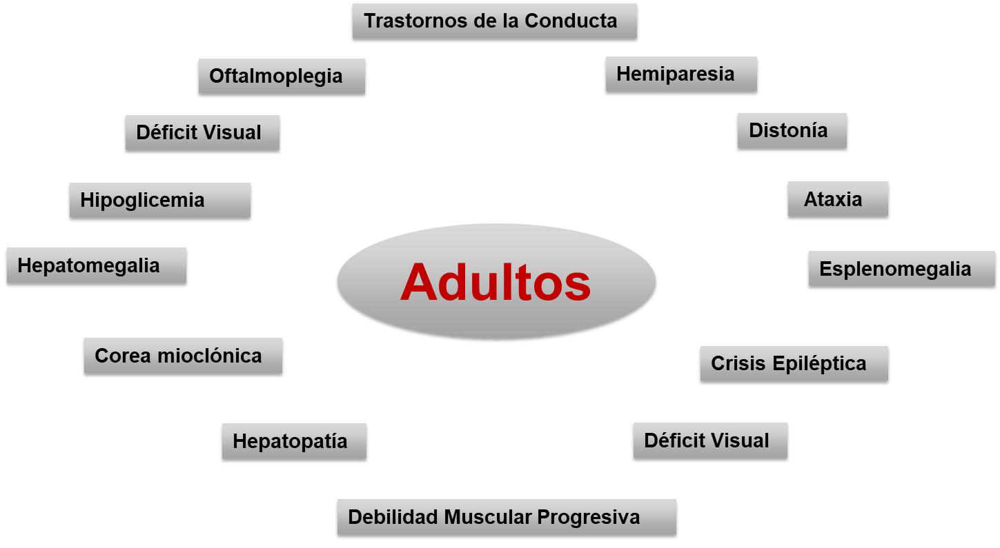 Trastornos de la Conducta
Oftalmoplegia
Hemiparesia
Déficit Visual
Distonía
Hipoglicemia
Ataxia
Hepatomegalia
Esplenomegalia
Adultos
Corea mioclónica
Crisis Epiléptica
Hepatopatía
Déficit Visual
Debilidad Muscular Progresiva